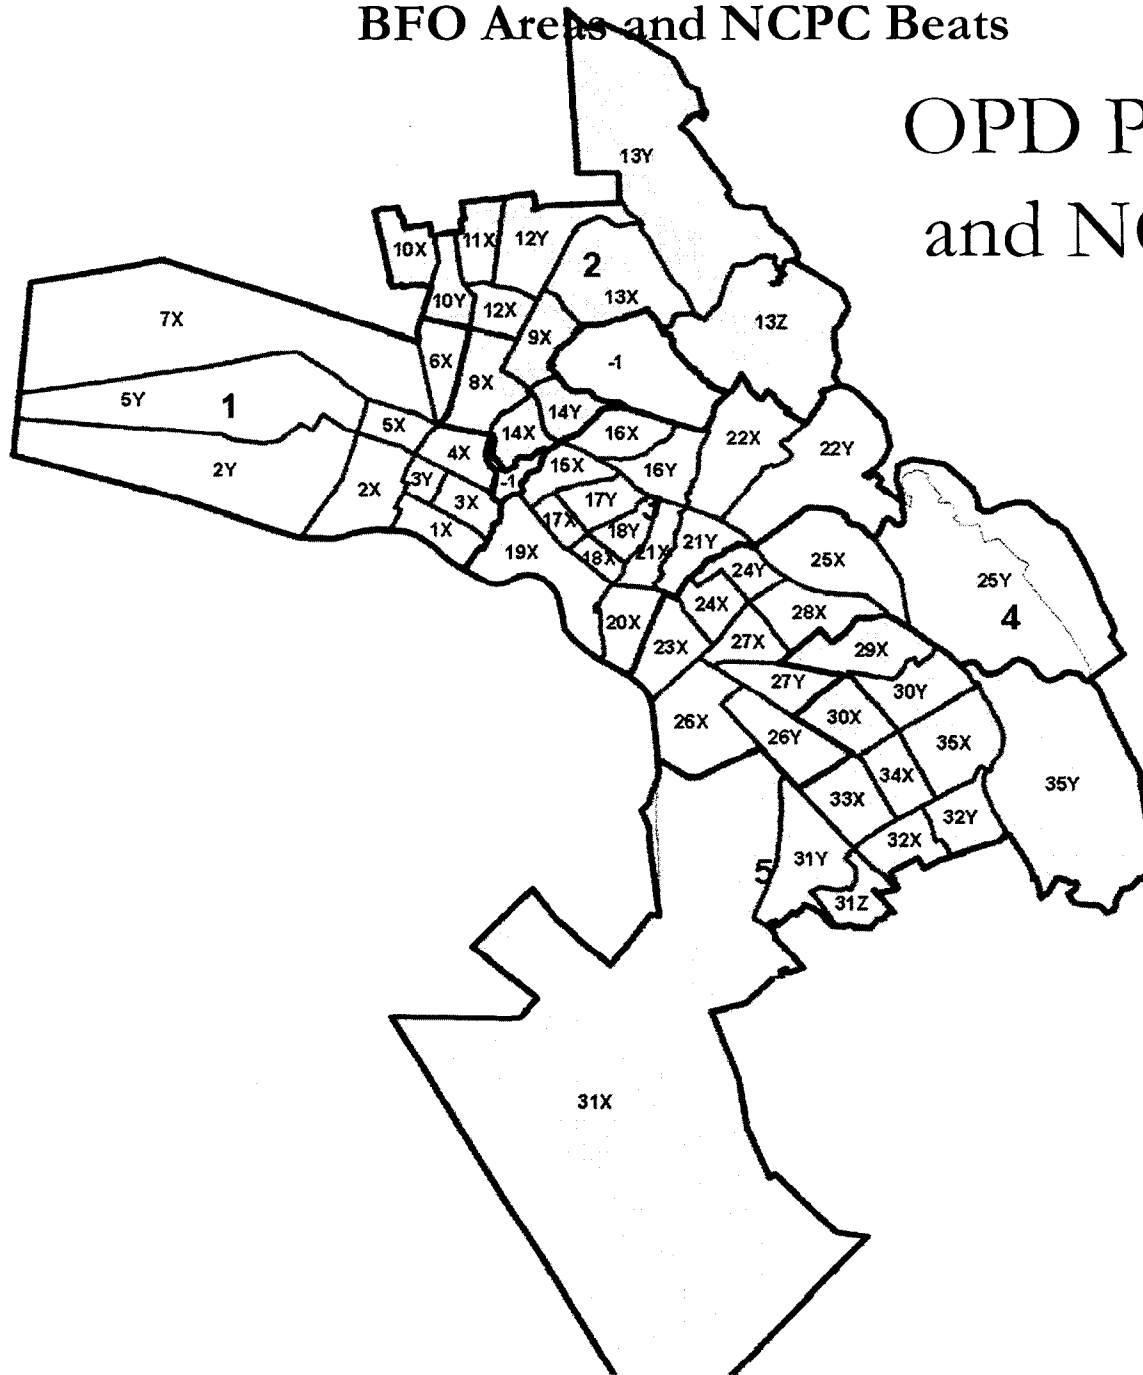 BFO Areas and NCPC Beats
OPD P
and NC
13Y
10X
11X
12Y
2
10Y
12X
13X
13Z
7X
9X
6X
-1
8X
5Y
1
5X
14Y
14X
16X
22X
22Y
4X
2Y
2X
3Y
-1
15X
16Y
3X
17Y
3
1X
17X
18Y
19X
18X
21X
21Y
25X
24Y
25Y
24X
28X
4
20X
23X
27X
29X
27Y
30Y
26X
30X
26Y
35X
34X
35Y
33X
32Y
32X
5
31Y
31Z
31X